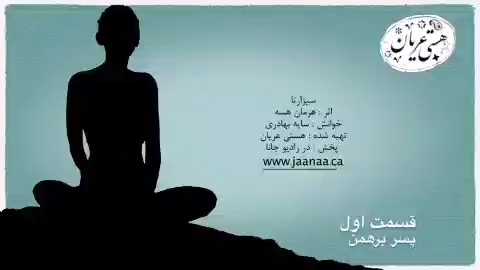 هستی عریان
سیزارتا
اثر : هرمان هسه
خوانش : سایه بهادری
تهیه شده : هستی عریان
پخش : در رادیو جانا
www.jaanaa.ca
قسمت اول
پسر برهمن